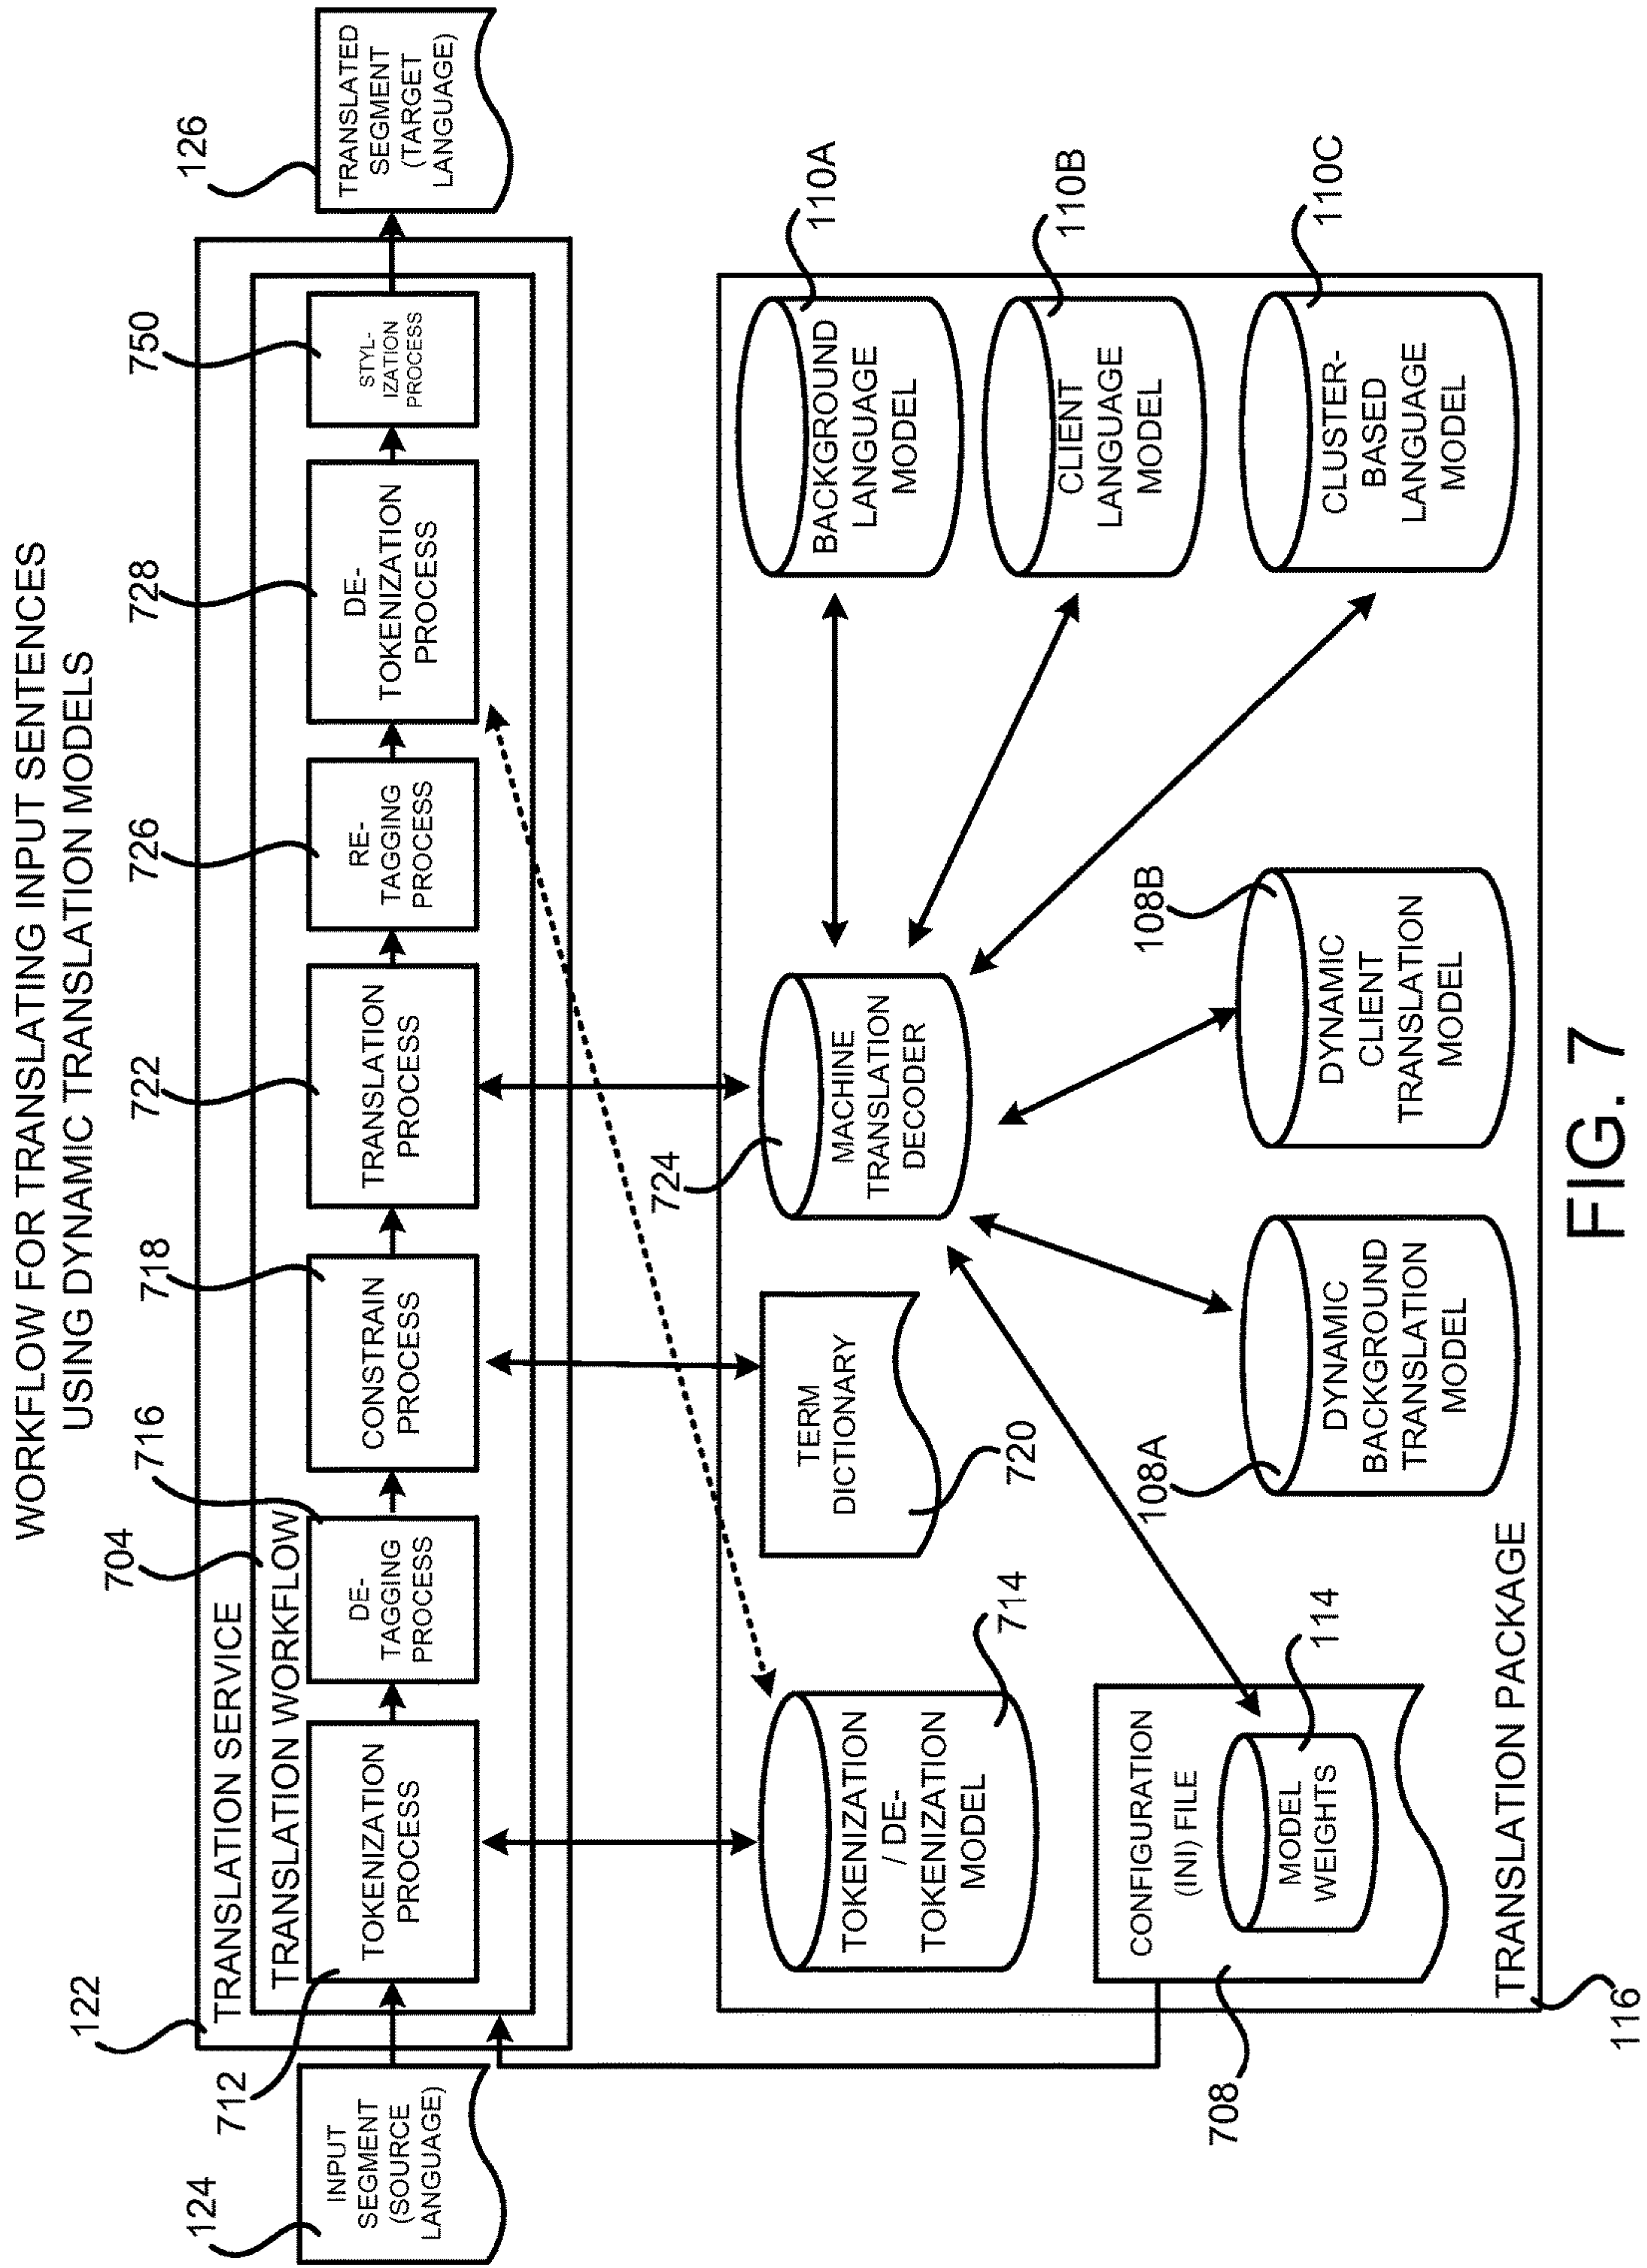 WORKFLOW FOR TRANSLATING INPUT SENTENCES
USING DYNAMIC TRANSLATION MODELS
122
TRANSLATION SERVICE
704
TRANSLATION WORKFLOW
124
INPUT
SEGMENT
(SOURCE
LANGUAGE)
712
TOKENIZATION
PROCESS
716
DE-
TAGGING
PROCESS
718
CONSTRAIN
PROCESS
722
TRANSLATION
PROCESS
726
RE-
TAGGING
PROCESS
728
DE-
TOKENIZATION
PROCESS
750
STYL-
IZATION
PROCESS
126
TRANSLATED
SEGMENT
(TARGET
LANGUAGE)
TOKENIZATION
/ DE-
TOKENIZATION
MODEL
714
TERM
DICTIONARY
720
724
MACHINE
TRANSLATION
DECODER
BACKGROUND
LANGUAGE
MODEL
110A
CLIENT
LANGUAGE
MODEL
110B
CLUSTER-
BASED
LANGUAGE
MODEL
110C
708
CONFIGURATION
(INI) FILE
MODEL
WEIGHTS
114
108A
DYNAMIC
BACKGROUND
TRANSLATION
MODEL
108B
DYNAMIC
CLIENT
TRANSLATION
MODEL
TRANSLATION PACKAGE
116
FIG. 7